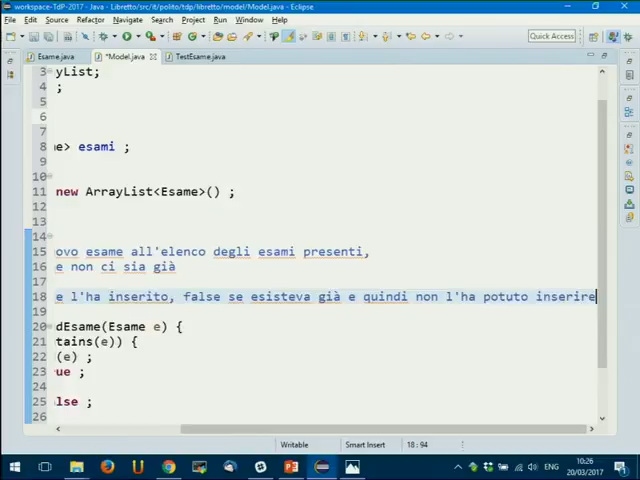 workspace-TdP-2017 - Java - Libretto/src/it/polito/tdp/libretto/model/Model.java - Eclipse
File Edit Source Refactor Navigate Search Project Run Window Help
Quick Access
Esame.java *Model.java TestEsame.java
3 ayList;
4 ;
5
6
7
8 me> esami ;
9
10
11 new ArrayList<Esame>() ;
12
13
14
15 ovo esame all'elenco degli esami presenti,
16 e non ci sia già
17
18 e l'ha inserito, false se esisteva già e quindi non l'ha potuto inserire
19
20 dEsame(Esame e) {
21 tains(e)) {
22 (e) ;
23 rue ;
24
25 alse ;
26
Writable Smart Insert 18 : 94
ENG 10:26
20/03/2017